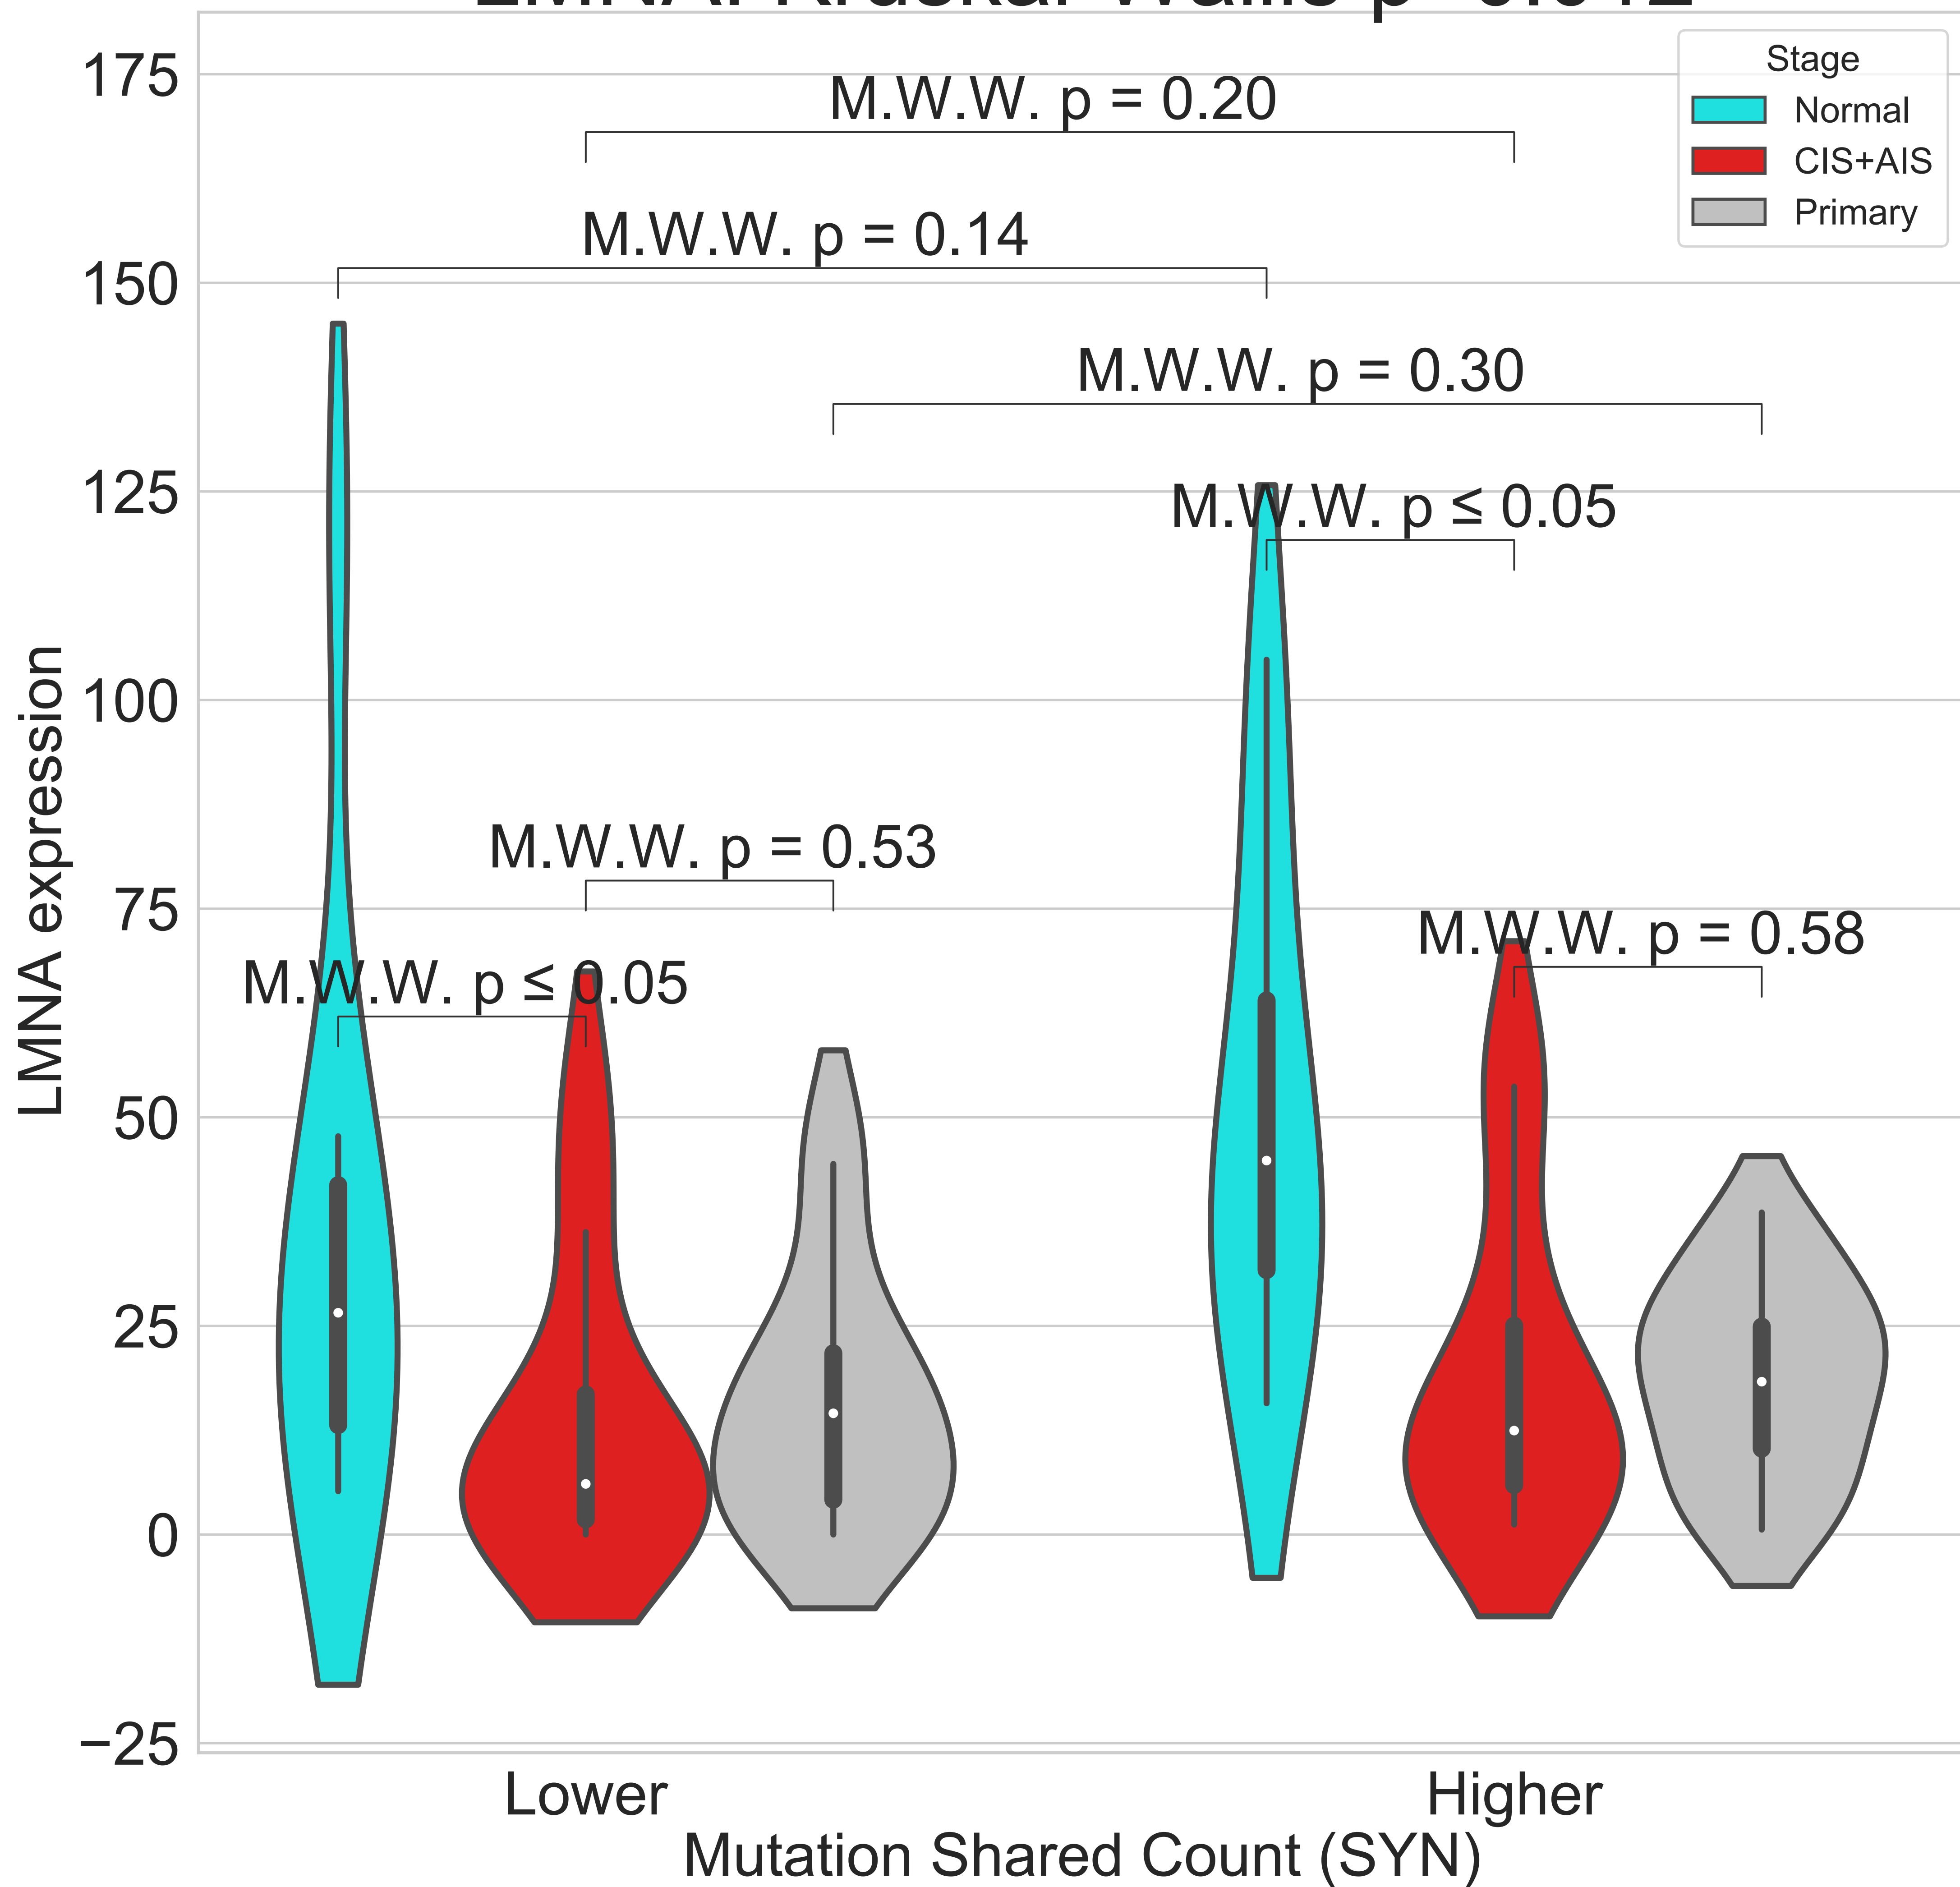 175
150
125
100
75
50
25
0
−25
LMNA expression
Stage
Normal
CIS+AIS
Primary
M.W.W. p = 0.20
M.W.W. p = 0.14
M.W.W. p = 0.30
M.W.W. p ≤ 0.05
M.W.W. p = 0.53
M.W.W. p = 0.58
M.W.W. p ≤ 0.05
Lower
Higher
Mutation Shared Count (SYN)